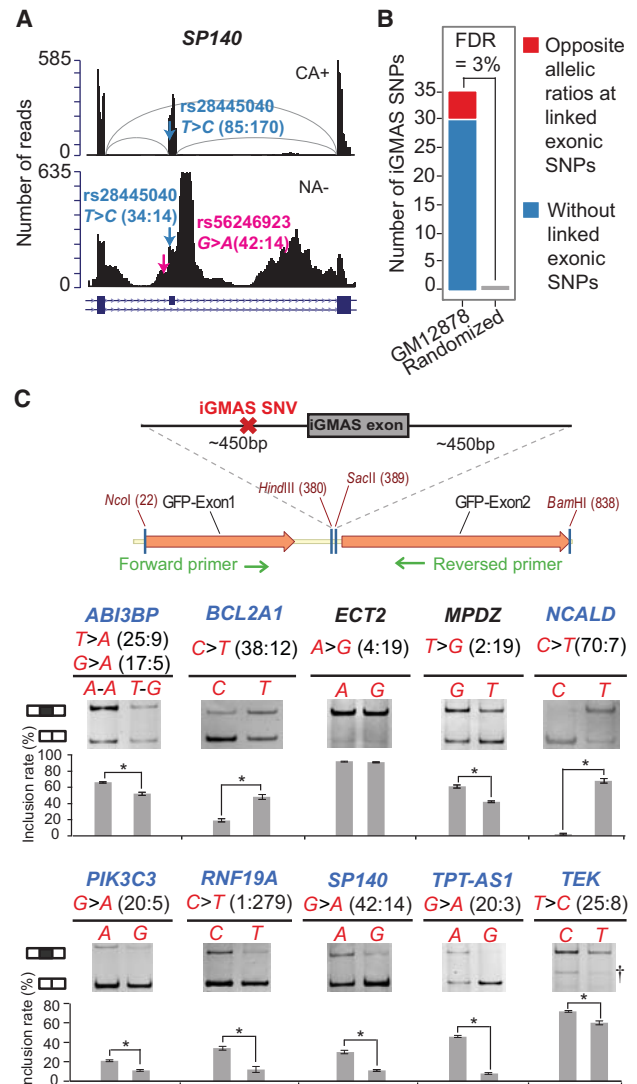 A
SP140
585
CA+
rs28445040
T>C (85:170)
0
Number of reads
635
NA-
rs28445040
T>C (34:14)
rs56246923
G>A(42:14)
0
B
FDR
= 3%
Number of iGMAS SNPs
35
30
25
20
15
10
5
0
GM12878
Randomized
Opposite
allelic
ratios at
linked
exonic
SNPs
Without
linked
exonic
SNPs
C
iGMAS SNV
iGMAS exon
~450bp
~450bp
NcoI (22)
GFP-Exon1
HindIII (380)
SacII (389)
GFP-Exon2
BamHI (838)
Forward primer
Reversed primer
ABI3BP
T>A (25:9)
G>A (17:5)
A-A T-G
BCL2A1
C>T (38:12)
C T
ECT2
A>G (4:19)
A G
MPDZ
T>G (2:19)
G T
NCALD
C>T(70:7)
C T
Inclusion rate (%)
100
80
60
40
20
0
*
*
*
*
PIK3C3
G>A (20:5)
A G
RNF19A
C>T (1:279)
C T
SP140
G>A (42:14)
A G
TPT-AS1
G>A (20:3)
A G
TEK
T>C (25:8)
C T
†
Inclusion rate (%)
80
60
40
20
0
*
*
*
*
*